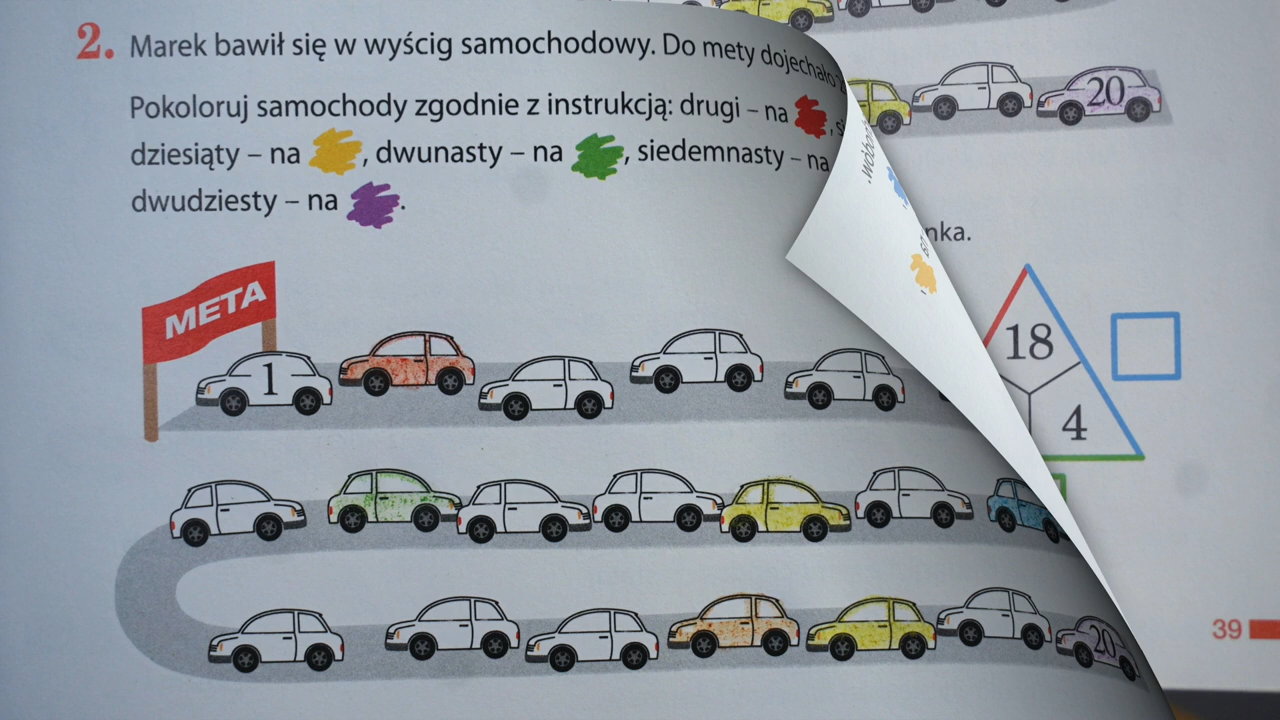 2. Marek bawił się w wyścig samochodowy. Do mety dojechało
Pokoloruj samochody zgodnie z instrukcją: drugi – na ,
dziesiąty – na , dwunasty – na , siedemnasty – na
dwudziesty – na .
META
1
20
20
18
4
39